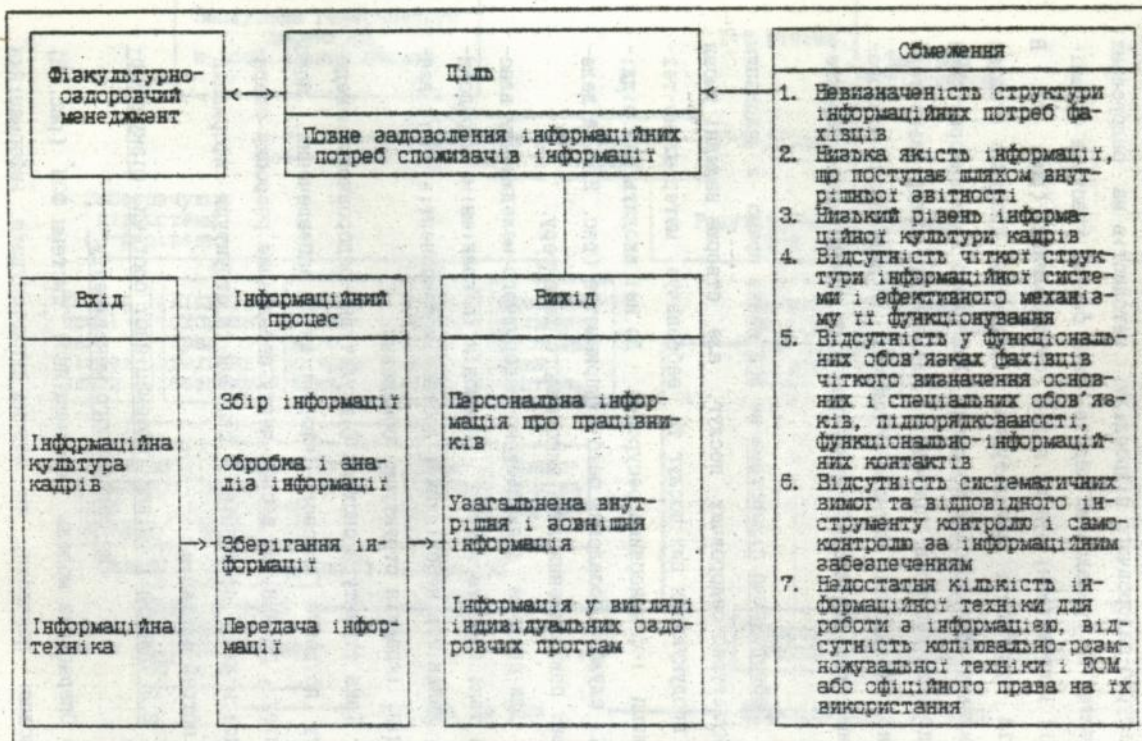 Фізкультурно-
оздоровчий
менеджмент
Ціль
Повне задоволення інформаційних
потреб споживачів інформації
Вхід
Інформаційна
культура
кадрів
Інформаційна
техніка
Інформаційний
процес
Збір інформації
Обробка і ана-
ліз інформації
Зберігання ін-
формації
Передача інфор-
мації
Вихід
Персональна інфор-
мація про працівни-
ків
Узагальнена внут-
рішня і зовнішня
інформація
Інформація у вигляді
індивідуальних оздо-
ровчих програм
Обмеження
1. Невизначеність структури
інформаційних потреб фа-
хівців
2. Низька якість інформації,
що поступає шляхом внут-
рішньої звітності
3. Низький рівень інформа-
ційної культури кадрів
4. Відсутність чіткої струк-
тури інформаційної систе-
ми і ефективного механіз-
му її функціонування
5. Відсутність у функціональ-
них обов'язках фахівців
чіткого визначення основ-
них і спеціальних обов'яз-
ків, підпорядкованості,
функціонально-інформацій-
них контактів
6. Відсутність систематичних
вимог та відповідного ін-
струменту контролю і само-
контролю за інформаційним
забезпеченням
7. Недостатня кількість ін-
формаційної техніки для
роботи з інформацією, від-
сутність копіювально-розм-
ножувальної техніки і ЕОМ
або офіційного права на їх
використання